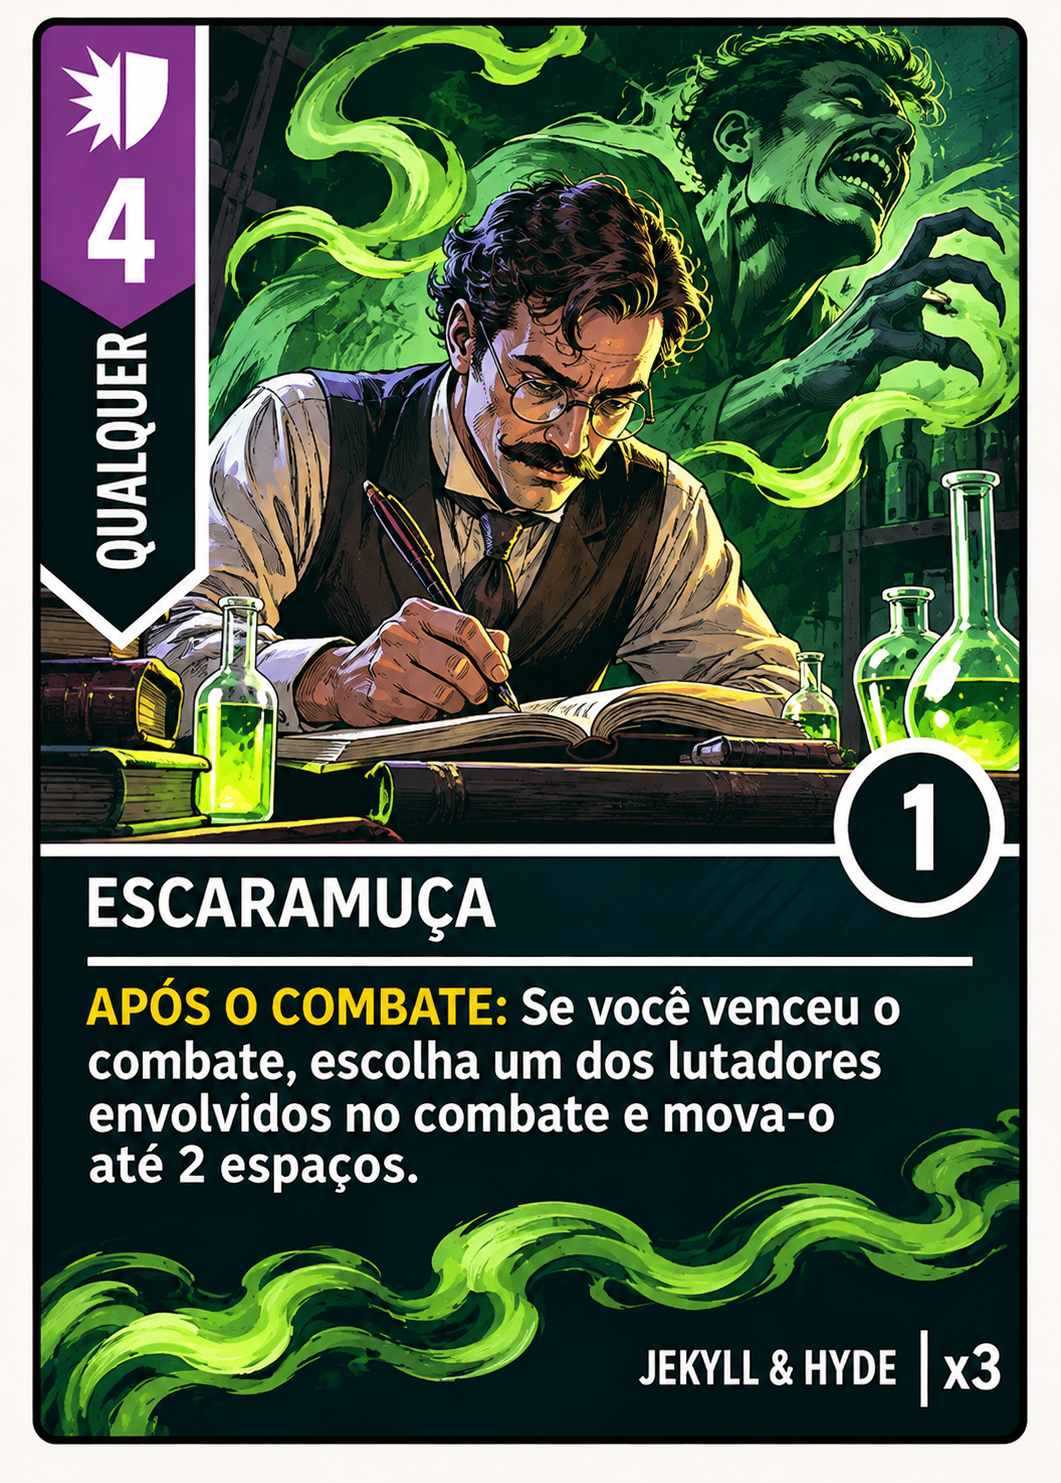 4
QUALQUER
1
ESCARAMUÇA
APÓS O COMBATE: Se você venceu o
combate, escolha um dos lutadores
envolvidos no combate e mova-o
até 2 espaços.
JEKYLL & HYDE | x3